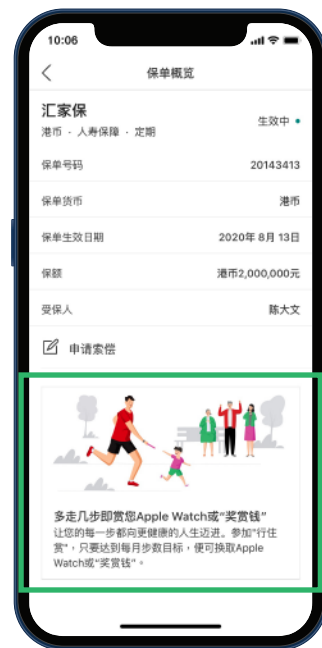 10:06
保单概览
汇家保
港币 · 人寿保障 · 定期
生效中
保单号码 20143413
保单货币 港币
保单生效日期 2020年 8月 13日
保额 港币2,000,000元
受保人 陈大文
申请索偿
多走几步即赏您Apple Watch或“奖赏钱”
让您的每一步都向更健康的人生迈进。参加“行住
赏”，只要达到每月步数目标，便可换取Apple
Watch或“奖赏钱”。